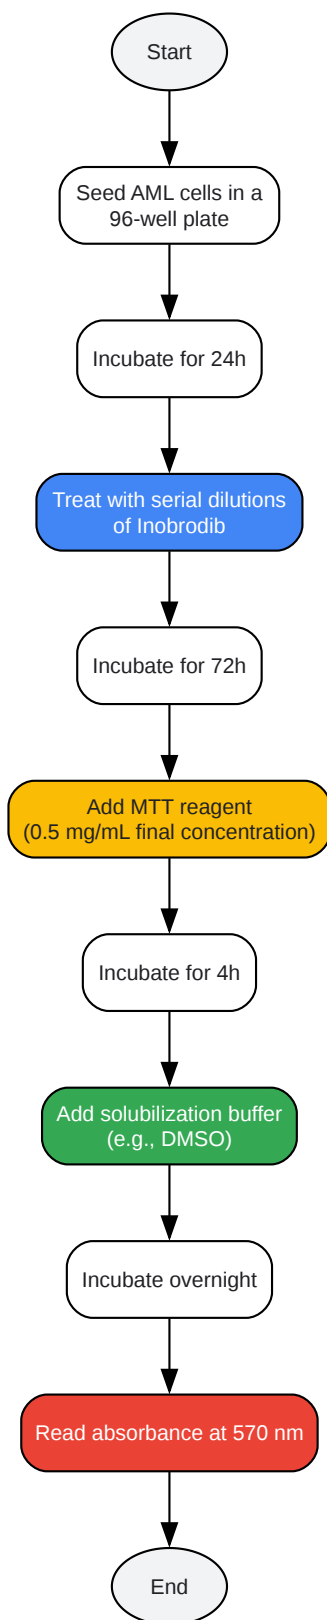 Start
Seed AML cells in a
96-well plate
Incubate for 24h
Treat with serial dilutions
of Inobrodib
Incubate for 72h
Add MTT reagent
(0.5 mg/mL final concentration)
Incubate for 4h
Add solubilization buffer
(e.g., DMSO)
Incubate overnight
Read absorbance at 570 nm
End